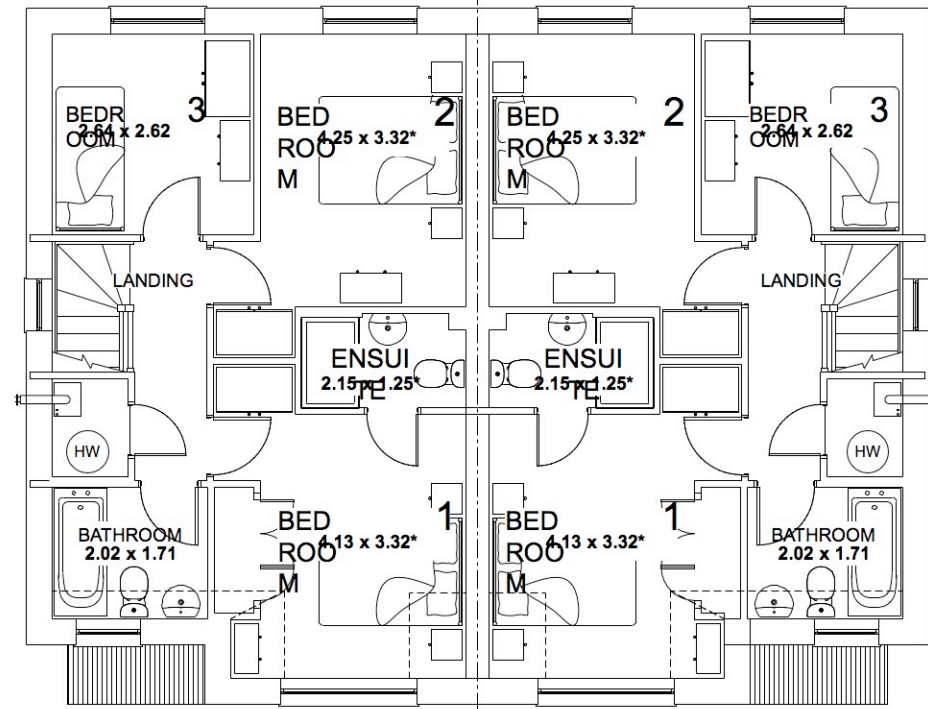 BEDR 3
OOM
2.64 x 2.62
BED 2
ROO
M
4.25 x 3.32*
BED 2
ROO
M
4.25 x 3.32*
BEDR 3
OOM
2.64 x 2.62
LANDING
LANDING
ENSUI
TE
2.15 x 1.25*
ENSUI
TE
2.15 x 1.25*
HW
HW
BATHROOM
2.02 x 1.71
BED 1
ROO
M
4.13 x 3.32*
BED 1
ROO
M
4.13 x 3.32*
BATHROOM
2.02 x 1.71